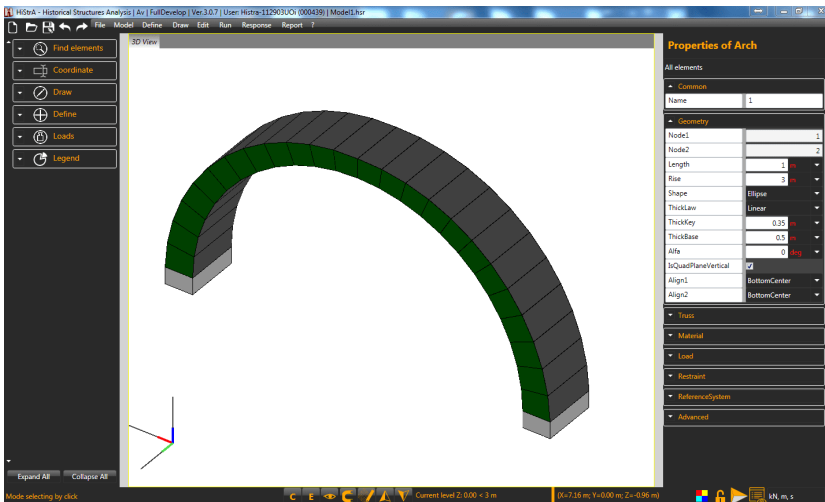 HiStrA - Historical Structures Analysis | Av | FullDevelop | Ver.3.0.7 | User: Histra-112903UOi (000439) | Model1.hsr
File Model Define Draw Edit Run Response Report ?
Find elements
Coordinate
Draw
Define
Loads
Legend
Expand All Collapse All
3D View
Properties of Arch
All elements
Common
Name 1
Geometry
Node1 1
Node2 2
Length 1 m
Rise 3 m
Shape Ellipse
ThickLaw Linear
ThickKey 0.35 m
ThickBase 0.5 m
Alfa 0 deg
IsQuadPlaneVertical
Align1 BottomCenter
Align2 BottomCenter
Truss
Material
Load
Restraint
ReferenceSystem
Advanced
Mode selecting by click C E Current level Z: 0.00 < 3 m (X=7.16 m; Y=0.00 m; Z=-0.96 m) kN, m, s